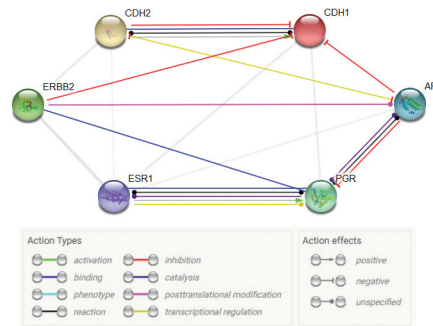 CDH2
CDH1
ERBB2
AR
ESR1
PGR
Action Types
activation
inhibition
binding
catalysis
phenotype
posttranslational modification
reaction
transcriptional regulation
Action effects
positive
negative
unspecified